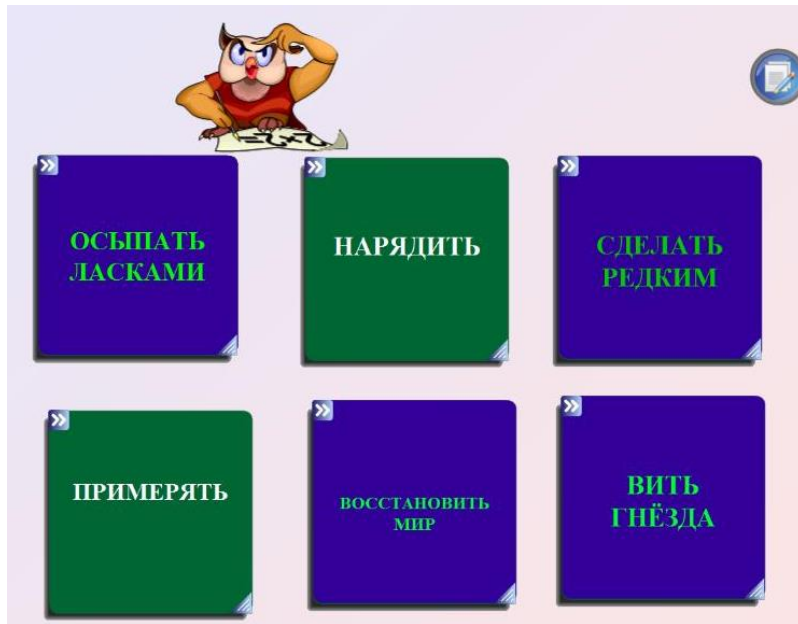 ОСЫПАТЬ
ЛАСКАМИ
НАРЯДИТЬ
СДЕЛАТЬ
РЕДКИМ
ПРИМЕРЯТЬ
ВОССТАНОВИТЬ
МИР
ВИТЬ
ГНЁЗДА